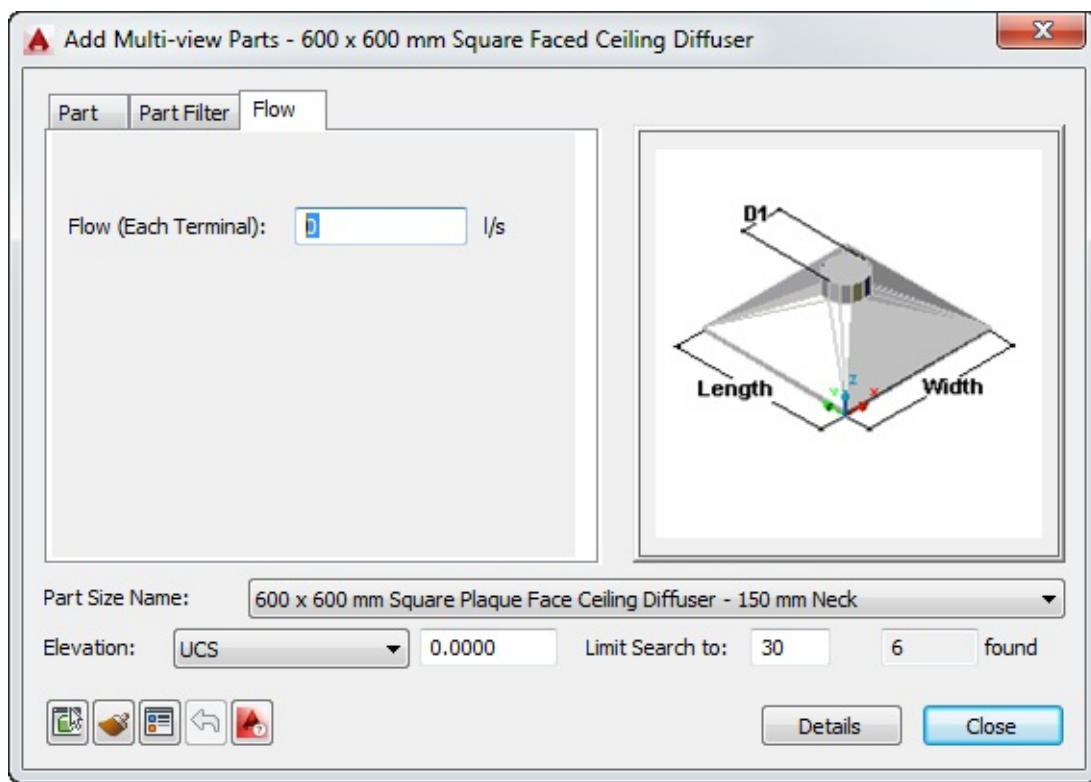 Add Multi-view Parts - 600 x 600 mm Square Faced Ceiling Diffuser
Part Part Filter Flow
Flow (Each Terminal): 0 l/s
D1
Length Width
Y Z X
Part Size Name: 600 x 600 mm Square Plaque Face Ceiling Diffuser - 150 mm Neck
Elevation: UCS 0.0000 Limit Search to: 30 6 found
Details Close